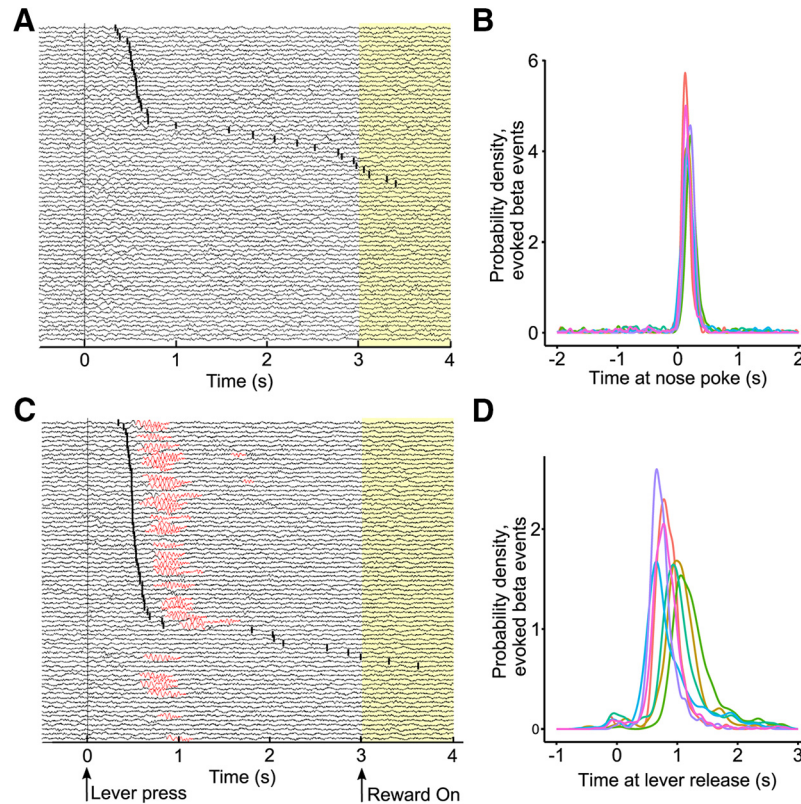 A
0 1 2 3 4
Time (s)
B
Probability density,
evoked beta events
6
4
2
0
-2 -1 0 1 2
Time at nose poke (s)
C
0 1 2 3 4
Time (s)
Lever press
Reward On
D
Probability density,
evoked beta events
2
1
0
-1 0 1 2 3
Time at lever release (s)